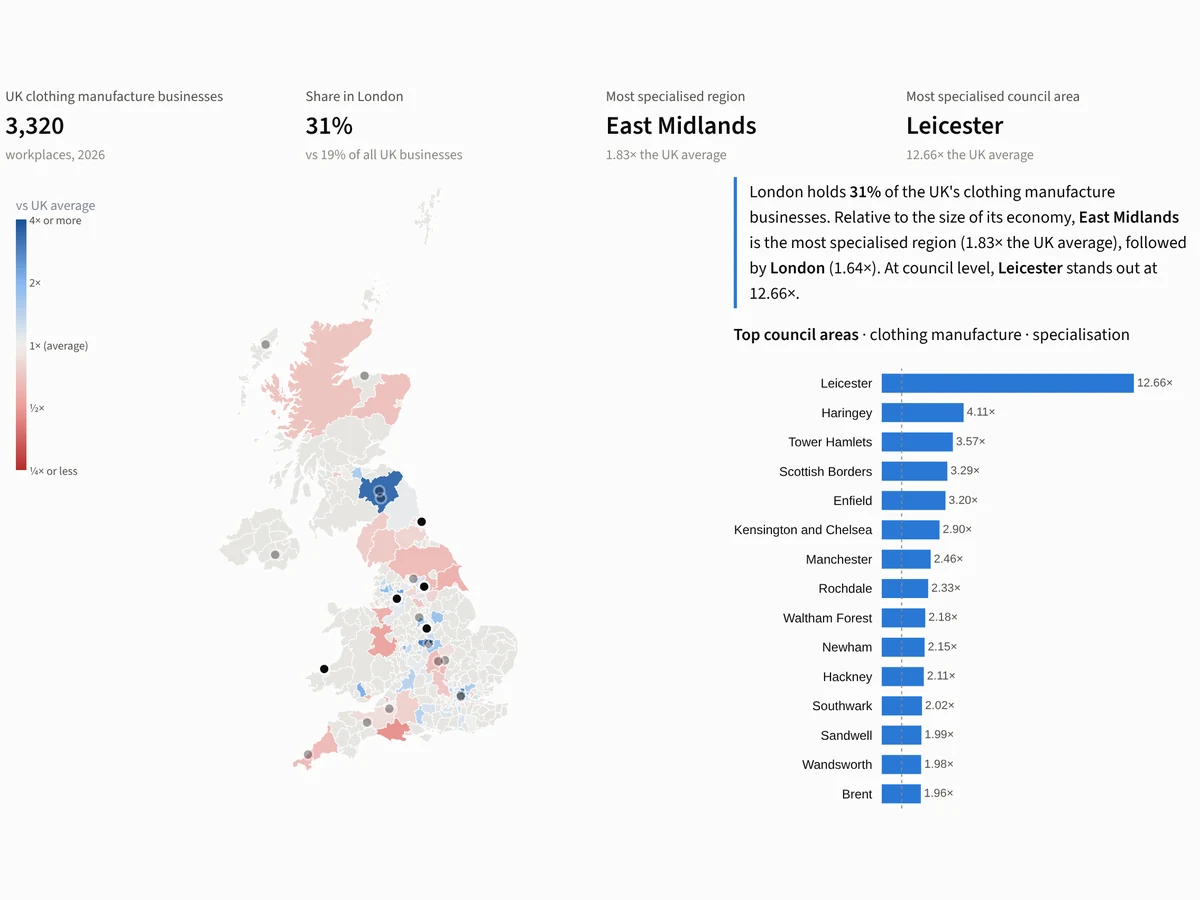 UK clothing manufacture businesses
3,320
workplaces, 2026
Share in London
31%
vs 19% of all UK businesses
Most specialised region
East Midlands
1.83× the UK average
Most specialised council area
Leicester
12.66× the UK average
vs UK average
4× or more
2×
1× (average)
½×
¼× or less
London holds 31% of the UK's clothing manufacture
businesses. Relative to the size of its economy, East Midlands
is the most specialised region (1.83× the UK average), followed
by London (1.64×). At council level, Leicester stands out at
12.66×.
Top council areas · clothing manufacture · specialisation
Leicester 12.66×
Haringey 4.11×
Tower Hamlets 3.57×
Scottish Borders 3.29×
Enfield 3.20×
Kensington and Chelsea 2.90×
Manchester 2.46×
Rochdale 2.33×
Waltham Forest 2.18×
Newham 2.15×
Hackney 2.11×
Southwark 2.02×
Sandwell 1.99×
Wandsworth 1.98×
Brent 1.96×